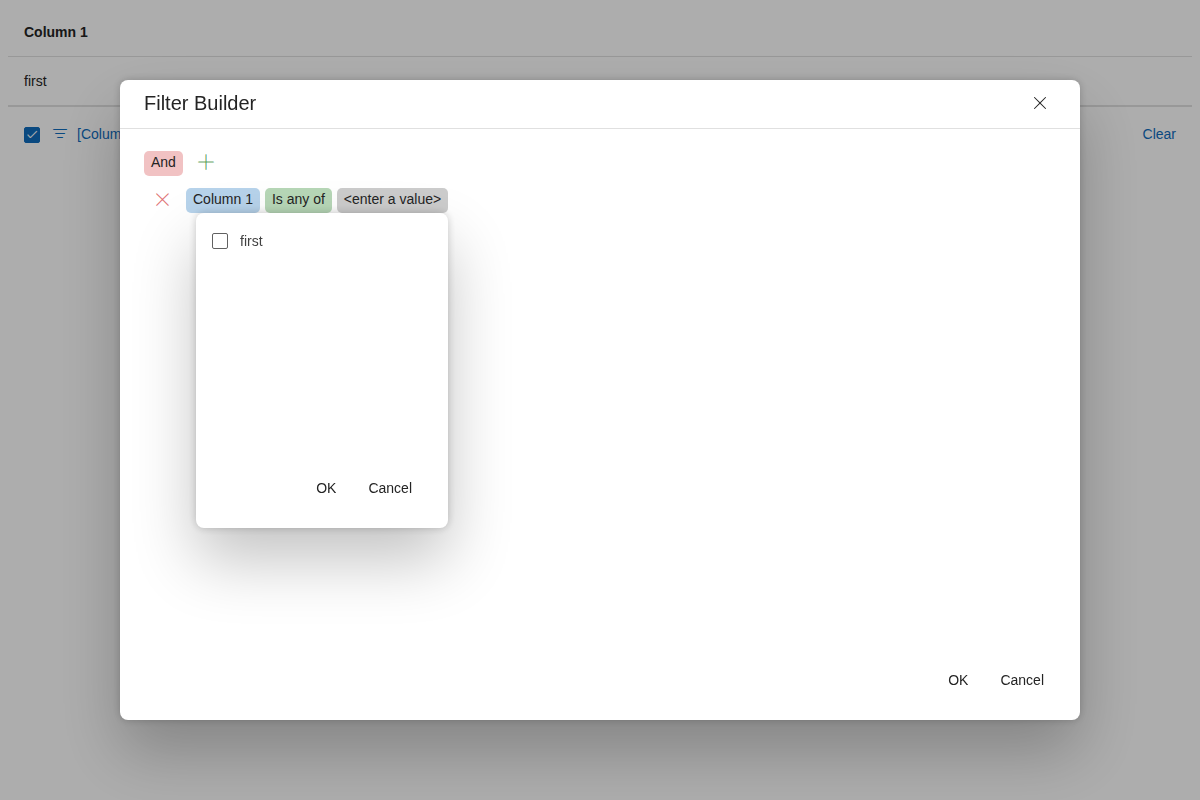 Column 1
first
[Colum
Clear
Filter Builder
And
Column 1 Is any of <enter a value>
first
OK Cancel
OK Cancel